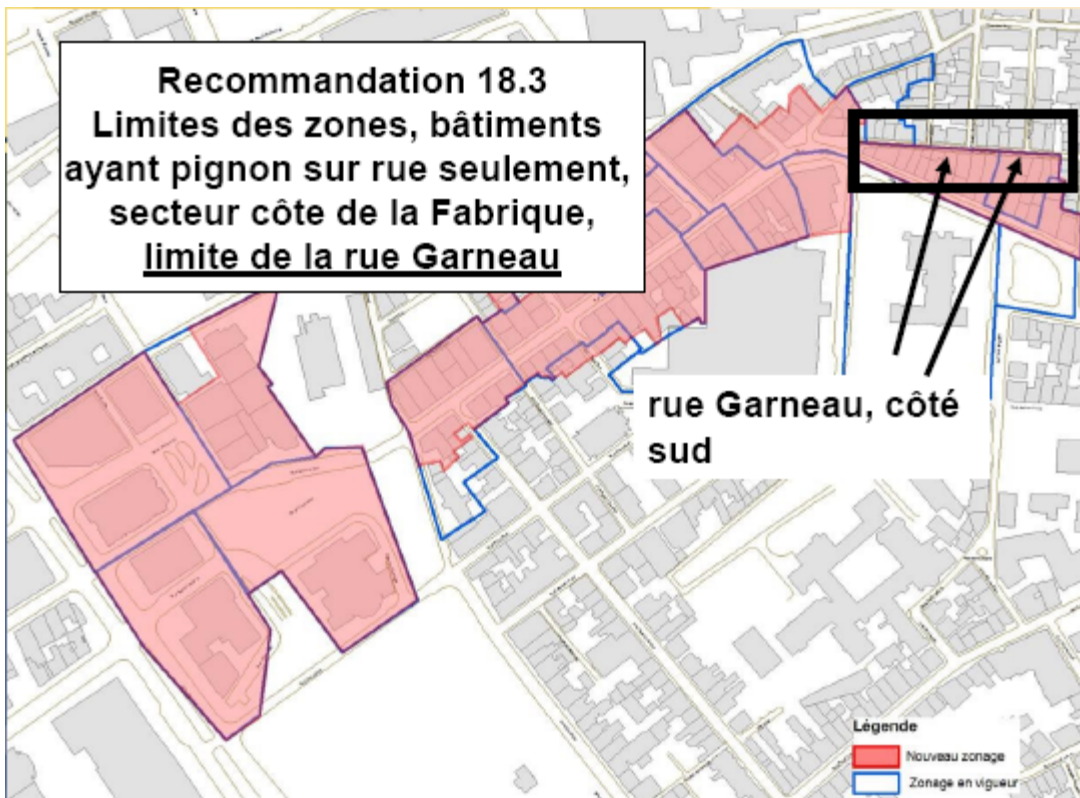 Recommandation 18.3
Limites des zones, bâtiments
ayant pignon sur rue seulement,
secteur côte de la Fabrique,
limite de la rue Garneau
rue Garneau, côté
sud
Légende
Nouveau zonage
Zonage en vigueur